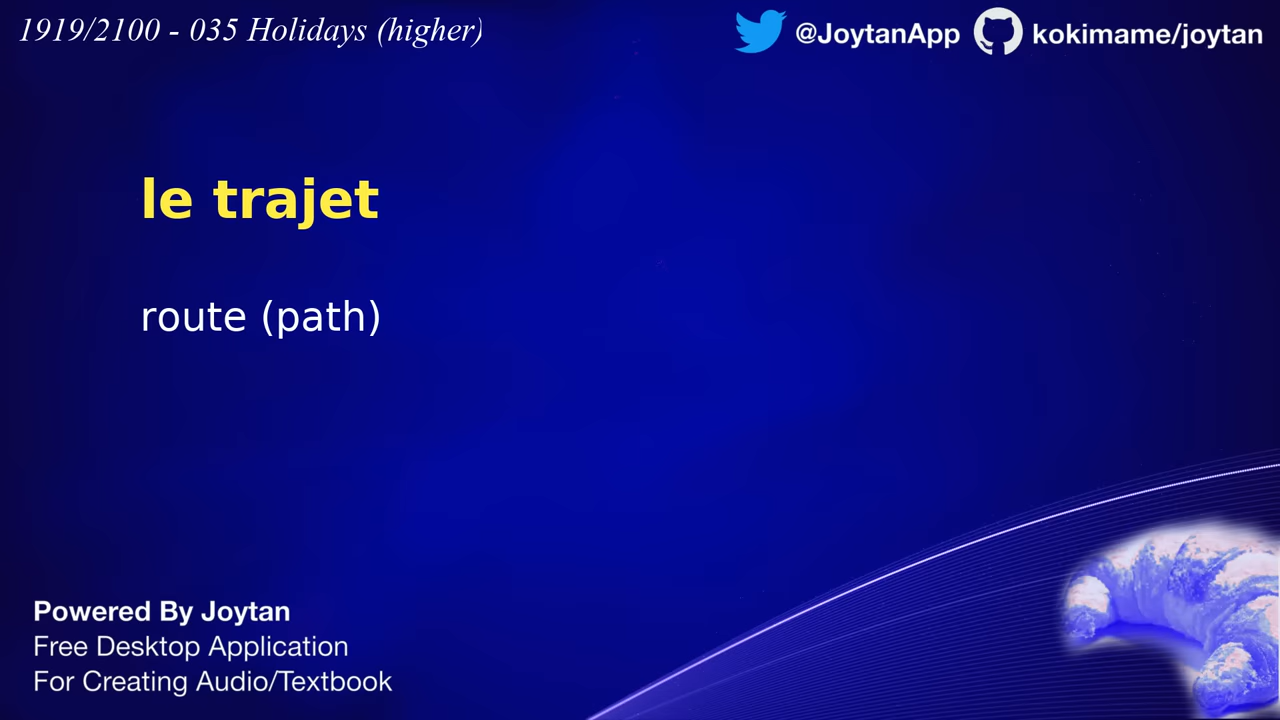 1919/2100 - 035 Holidays (higher)
@JoytanApp
kokimame/joytan
le trajet
route (path)
Powered By Joytan
Free Desktop Application
For Creating Audio/Textbook